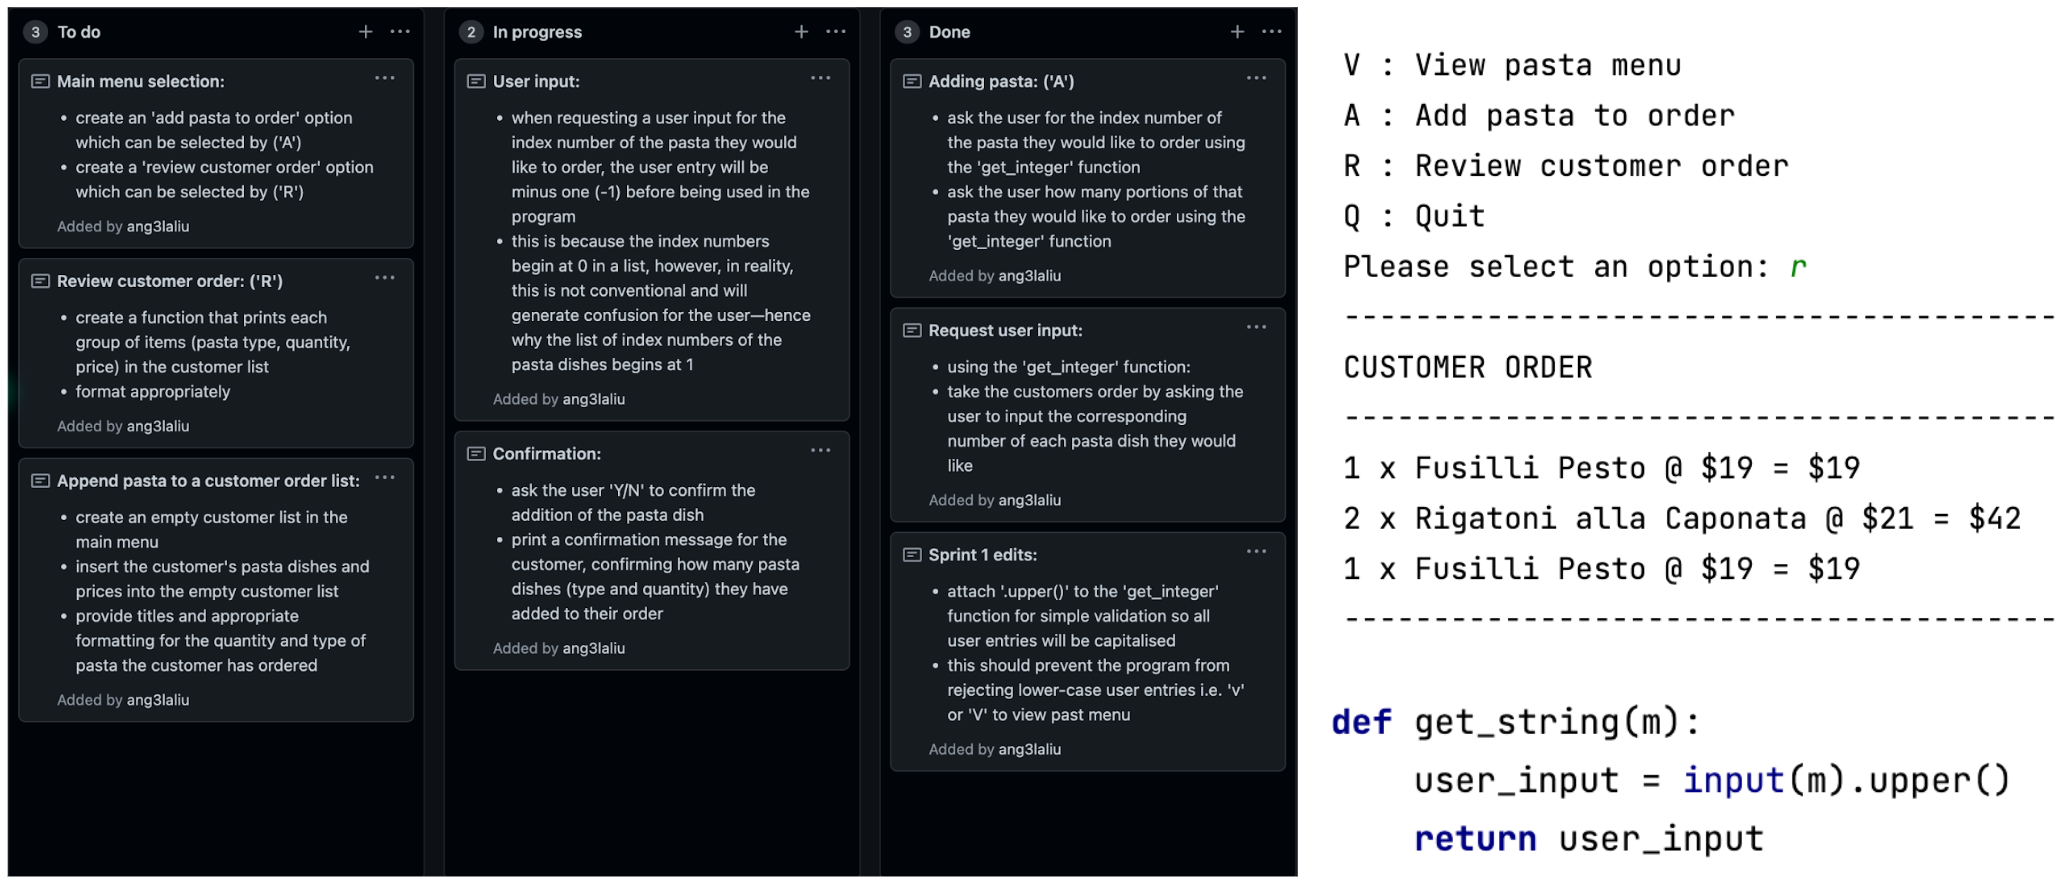 3 To do
Main menu selection:
• create an 'add pasta to order' option
which can be selected by ('A')
• create a 'review customer order' option
which can be selected by ('R')
Added by ang3laliu
Review customer order: ('R')
• create a function that prints each
group of items (pasta type, quantity,
price) in the customer list
• format appropriately
Added by ang3laliu
Append pasta to a customer order list:
• create an empty customer list in the
main menu
• insert the customer's pasta dishes and
prices into the empty customer list
• provide titles and appropriate
formatting for the quantity and type of
pasta the customer has ordered
Added by ang3laliu
2 In progress
User input:
• when requesting a user input for the
index number of the pasta they would
like to order, the user entry will be
minus one (-1) before being used in the
program
• this is because the index numbers
begin at 0 in a list, however, in reality,
this is not conventional and will
generate confusion for the user—hence
why the list of index numbers of the
pasta dishes begins at 1
Added by ang3laliu
Confirmation:
• ask the user 'Y/N' to confirm the
addition of the pasta dish
• print a confirmation message for the
customer, confirming how many pasta
dishes (type and quantity) they have
added to their order
Added by ang3laliu
3 Done
Adding pasta: ('A')
• ask the user for the index number of
the pasta they would like to order using
the 'get_integer' function
• ask the user how many portions of that
pasta they would like to order using the
'get_integer' function
Added by ang3laliu
Request user input:
• using the 'get_integer' function:
• take the customers order by asking the
user to input the corresponding
number of each pasta dish they would
like
Added by ang3laliu
Sprint 1 edits:
• attach '.upper()' to the 'get_integer'
function for simple validation so all
user entries will be capitalised
• this should prevent the program from
rejecting lower-case user entries i.e. 'v'
or 'V' to view past menu
Added by ang3laliu
V : View pasta menu
A : Add pasta to order
R : Review customer order
Q : Quit
Please select an option: r
----------------------------------------
CUSTOMER ORDER
----------------------------------------
1 x Fusilli Pesto @ $19 = $19
2 x Rigatoni alla Caponata @ $21 = $42
1 x Fusilli Pesto @ $19 = $19
----------------------------------------
def get_string(m):
user_input = input(m).upper()
return user_input